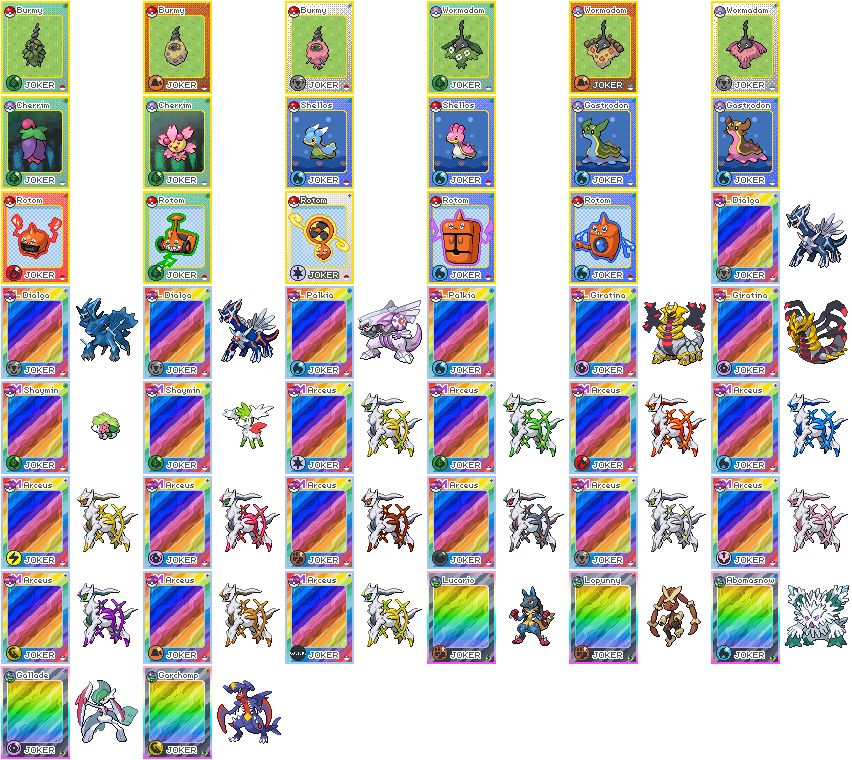 Burmy Burmy Burmy Wormadam Wormadam Wormadam
JOKER JOKER JOKER JOKER JOKER JOKER
Cherrim Cherrim Shellos Shellos Gastrodon Gastrodon
JOKER JOKER JOKER JOKER JOKER JOKER
Rotom Rotom Rotom Rotom Rotom Dialga
JOKER JOKER JOKER JOKER JOKER JOKER
Dialga Dialga Palkia Palkia Giratina Giratina
JOKER JOKER JOKER JOKER JOKER JOKER
Shaymin Shaymin Arceus Arceus Arceus Arceus
JOKER JOKER JOKER JOKER JOKER JOKER
Arceus Arceus Arceus Arceus Arceus Arceus
JOKER JOKER JOKER JOKER JOKER JOKER
Arceus Arceus Arceus Lucario Lopunny Abomasnow
JOKER JOKER W.I.P. JOKER JOKER JOKER JOKER
Gallade Garchomp
JOKER JOKER